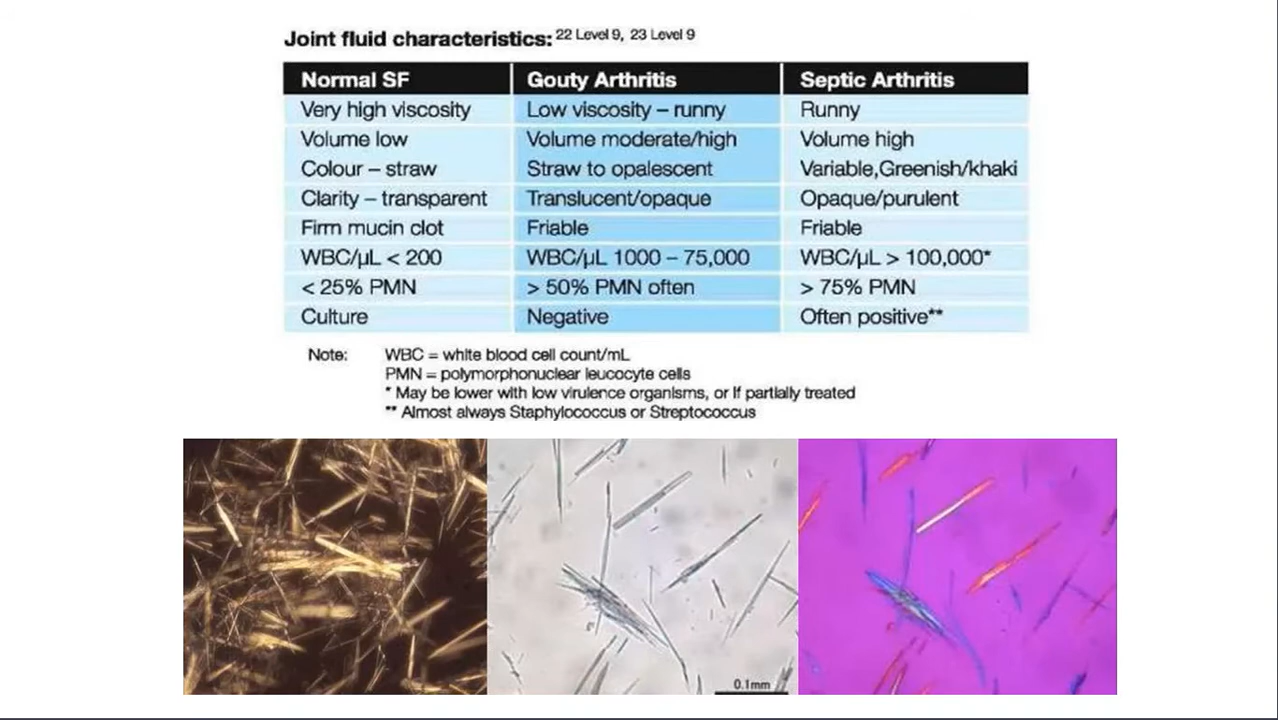 Joint fluid characteristics: 22 Level 9, 23 Level 9
Normal SF Gouty Arthritis Septic Arthritis
Very high viscosity Low viscosity – runny Runny
Volume low Volume moderate/high Volume high
Colour – straw Straw to opalescent Variable,Greenish/khaki
Clarity – transparent Translucent/opaque Opaque/purulent
Firm mucin clot Friable Friable
WBC/µL < 200 WBC/µL 1000 – 75,000 WBC/µL > 100,000*
< 25% PMN > 50% PMN often > 75% PMN
Culture Negative Often positive**
Note: WBC = white blood cell count/mL
PMN = polymorphonuclear leucocyte cells
* May be lower with low virulence organisms, or if partially treated
** Almost always Staphylococcus or Streptococcus
0.1mm